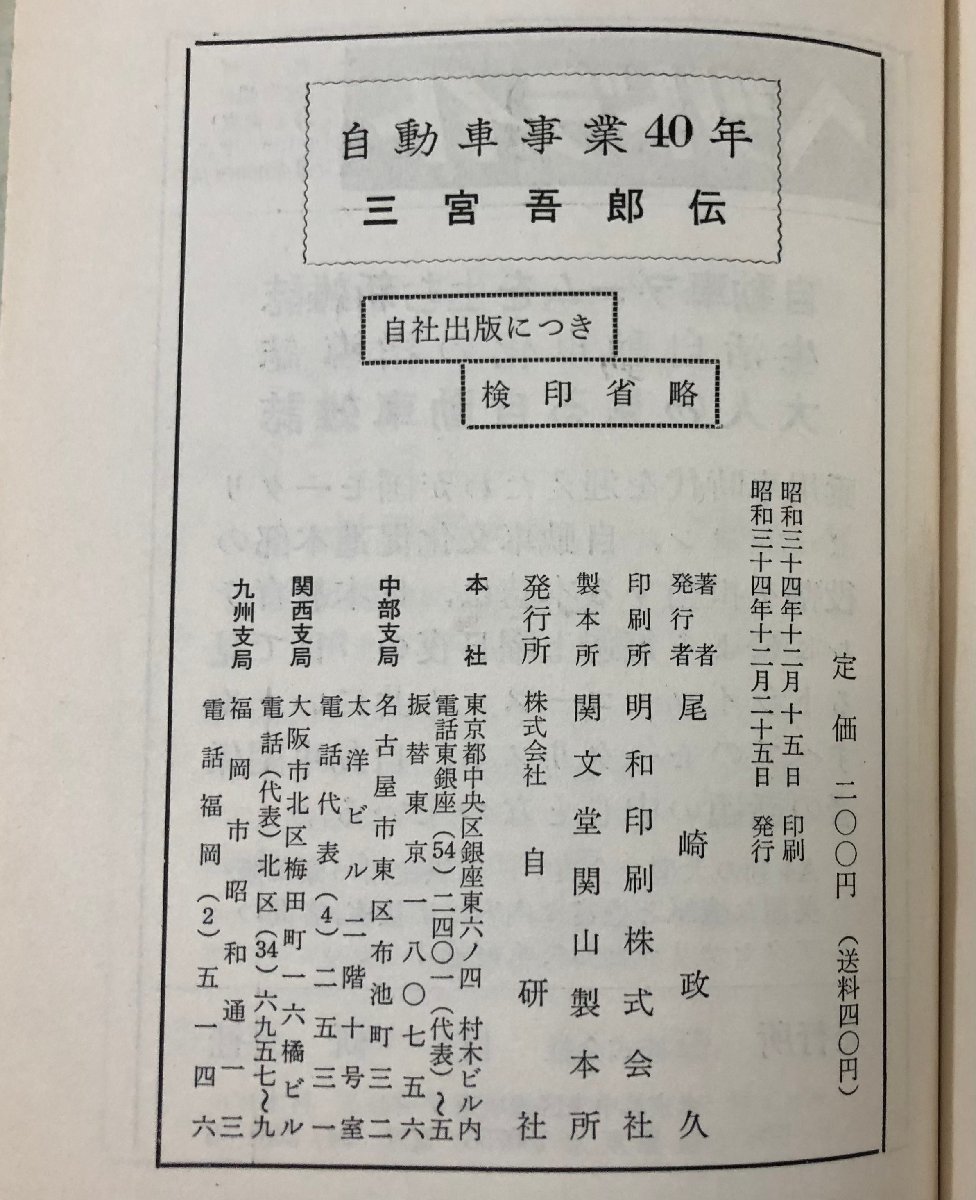 自動車事業40年
三宮吾郎伝
自社出版につき
検印省略
定価 二〇〇円 (送料四〇円)
昭和三十四年十二月十五日 印刷
昭和三十四年十二月二十五日 発行
著者
発行者 尾崎政久
印刷所 明和印刷株式会社
製本所 関文堂関山製本所
発行所 株式会社 自研社
本社 東京都中央区銀座東六ノ四 村木ビル内
電話東銀座(54)二四〇一(代表)〜五
振替東京一八〇七五六
中部支局 名古屋市東区布池町三二
太洋ビル二階十号室
電話代表(4)二五三一
関西支局 大阪市北区梅田町一六橘ビル
電話(代表)北区(34)六九五七〜九
九州支局 福岡市昭和通一三
電話福岡(2)五一四六